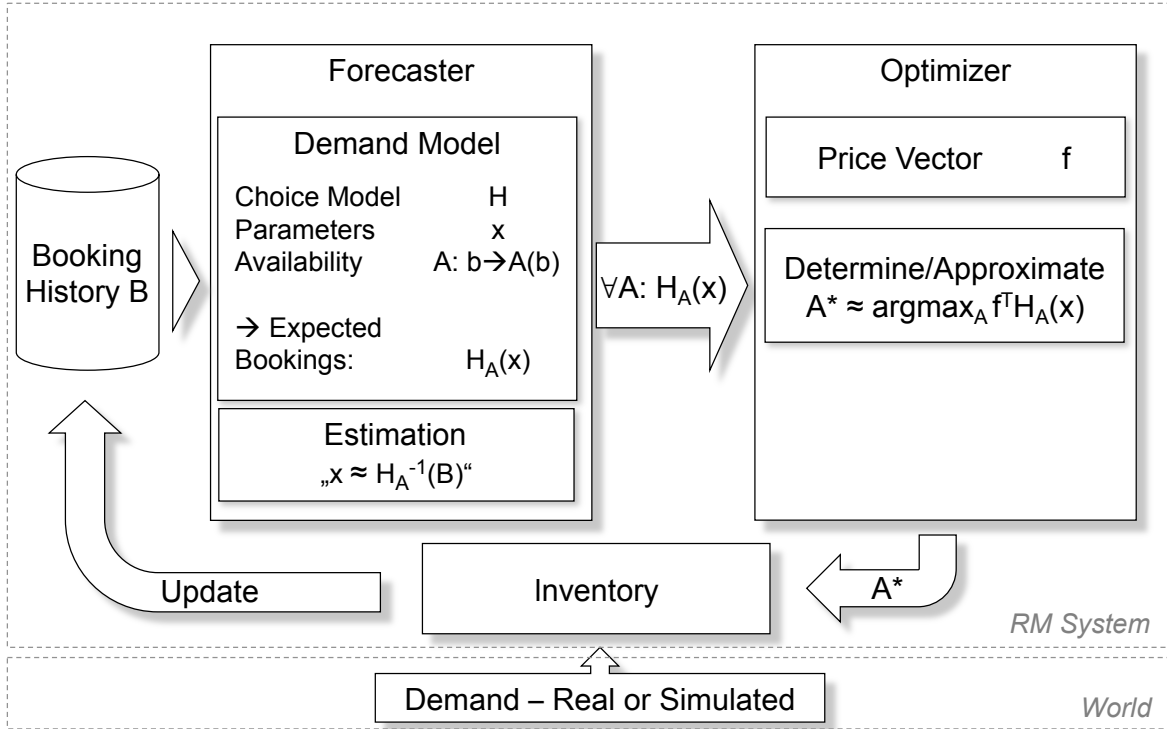 Forecaster
Demand Model
Choice Model H
Parameters x
Availability A: b→A(b)
→ Expected
Bookings: H_A(x)
Estimation
„x ≈ H_A^-1(B)“
Booking
History B
∀A: H_A(x)
Optimizer
Price Vector f
Determine/Approximate
A* ≈ argmax_A f^T H_A(x)
A*
Inventory
Update
RM System
Demand – Real or Simulated
World